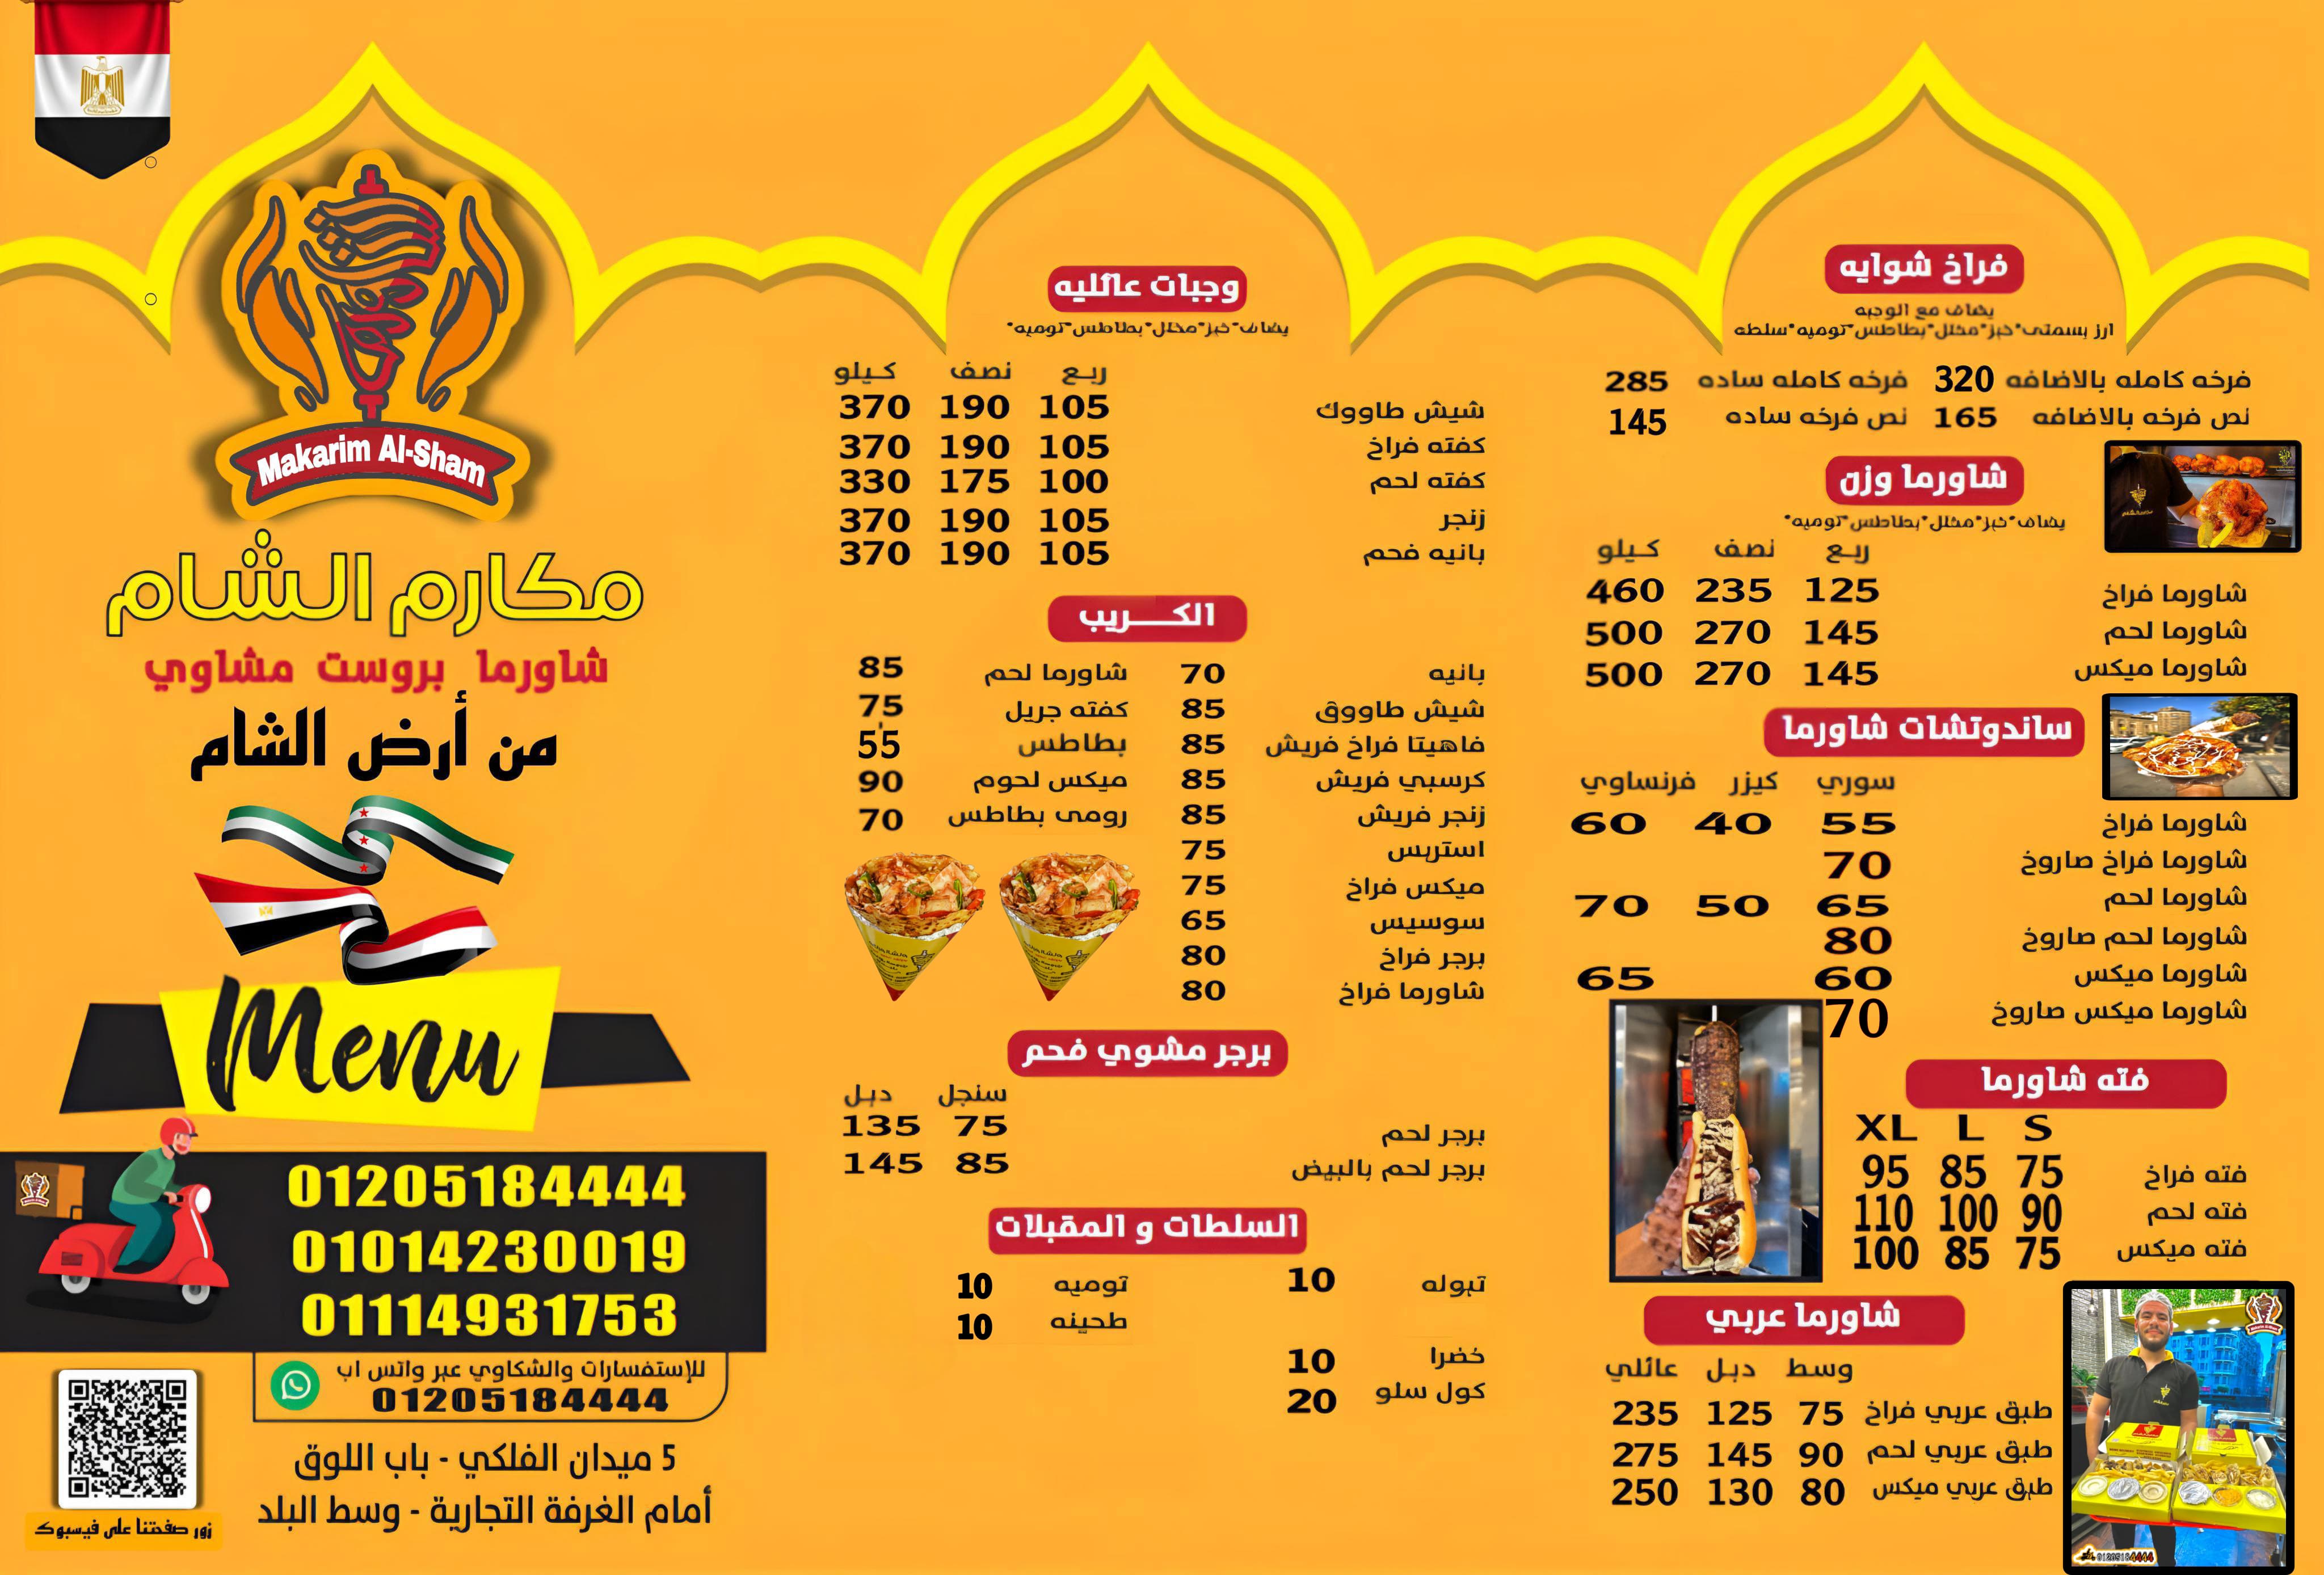 Makarim Al-Sham
مكارم الشام
شاورما بروست مشاوي
من أرض الشام
Menu
01205184444
01014230019
01114931753
للإستفسارات والشكاوي عبر واتس اب
01205184444
5 ميدان الفلكي - باب اللوق
أمام الغرفة التجارية - وسط البلد
زور صفحتنا على فيسبوك
وجبات عائليه
يضاف*خبز*مخلل*بطاطس*توميه*
ربع نصف كيلو
شيش طاووك 105 190 370
كفته فراخ 105 190 370
كفته لحم 100 175 330
زنجر 105 190 370
بانيه فحم 105 190 370
الكـــريب
بانيه 70 شاورما لحم 85
شيش طاووق 85 كفته جريل 75
فاهيتا فراخ فريش 85 بطاطس 55
كرسبي فريش 85 ميكس لحوم 90
زنجر فريش 85 رومى بطاطس 70
استربس 75
ميكس فراخ 75
سوسيس 65
برجر فراخ 80
شاورما فراخ 80
برجر مشوي فحم
سنجل دبل
برجر لحم 75 135
برجر لحم بالبيض 85 145
السلطات و المقبلات
تبوله 10 توميه 10
طحينه 10
خضرا 10
كول سلو 20
فراخ شوايه
يضاف مع الوجبه
ارز بسمتى*خبز*مخلل*بطاطس*توميه*سلطه
فرخه كامله بالاضافه 320 فرخه كامله ساده 285
نص فرخه بالاضافه 165 نص فرخه ساده 145
شاورما وزن
يضاف*خبز*مخلل*بطاطس*توميه*
ربع نصف كيلو
شاورما فراخ 125 235 460
شاورما لحم 145 270 500
شاورما ميكس 145 270 500
ساندوتشات شاورما
سوري كيزر فرنساوي
شاورما فراخ 55 40 60
شاورما فراخ صاروخ 70
شاورما لحم 65 50 70
شاورما لحم صاروخ 80
شاورما ميكس 60 65
شاورما ميكس صاروخ 70
فته شاورما
S L XL
فته فراخ 75 85 95
فته لحم 90 100 110
فته ميكس 75 85 100
شاورما عربي
وسط دبل عائلي
طبق عربي فراخ 75 125 235
طبق عربي لحم 90 145 275
طبق عربي ميكس 80 130 250
01205184444